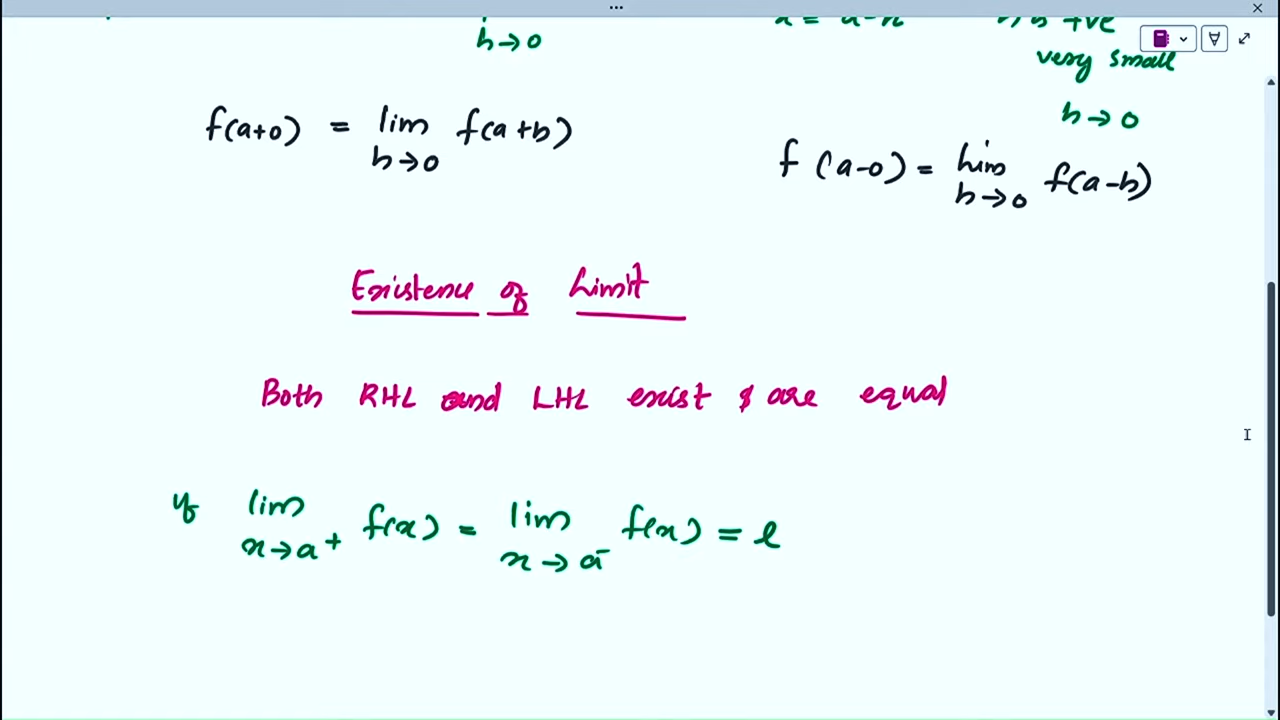 h→0
very small
h→0
f(a+0) = lim h→0 f(a+h)
f(a-0) = lim h→0 f(a-h)
Existence of Limit
Both RHL and LHL exist & are equal
if lim x→a+ f(x) = lim x→a- f(x) = l